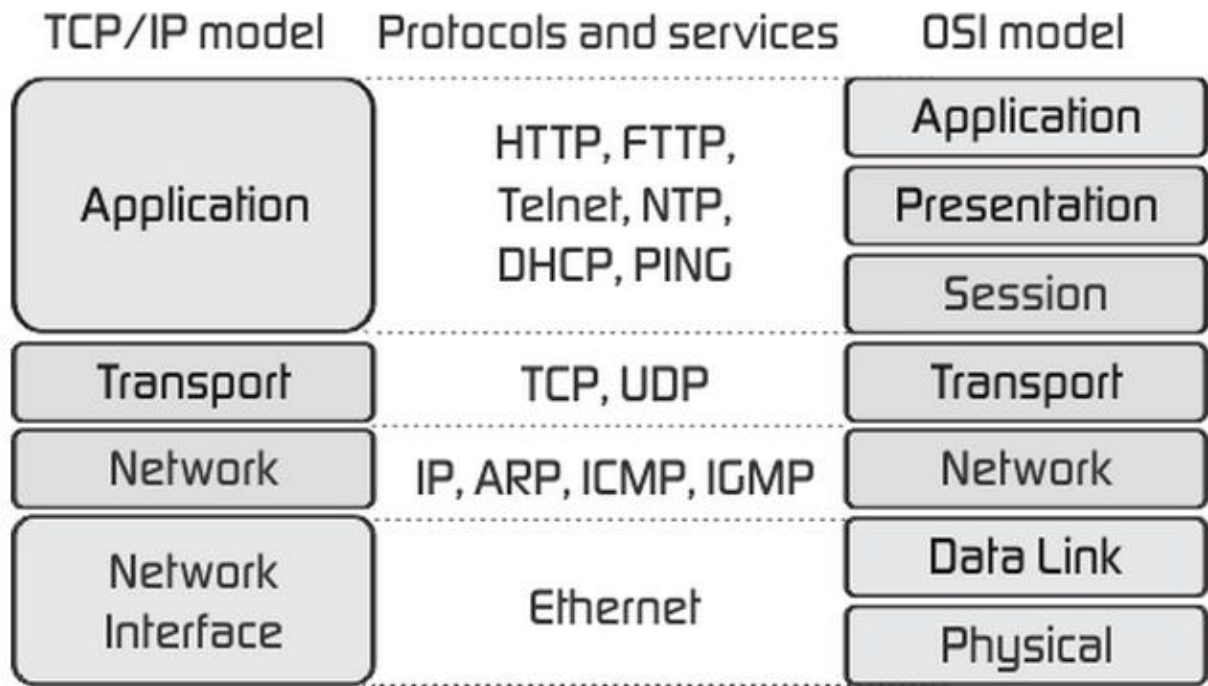 TCP/IP model Protocols and services OSI model
Application
HTTP, FTTP,
Telnet, NTP,
DHCP, PING
Application
Presentation
Session
Transport
TCP, UDP
Transport
Network
IP, ARP, ICMP, IGMP
Network
Network
Interface
Ethernet
Data Link
Physical